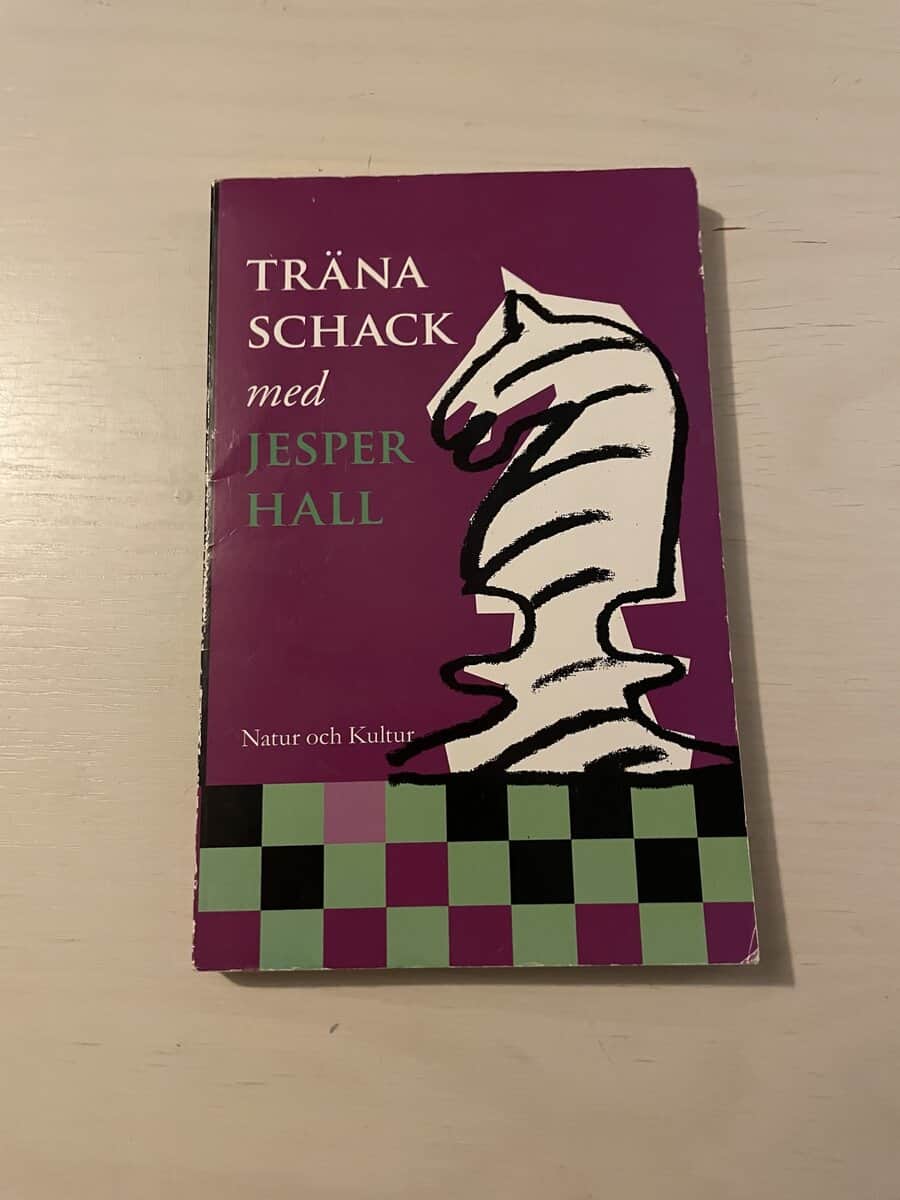 TRÄNA
SCHACK
med
JESPER
HALL
Natur och Kultur